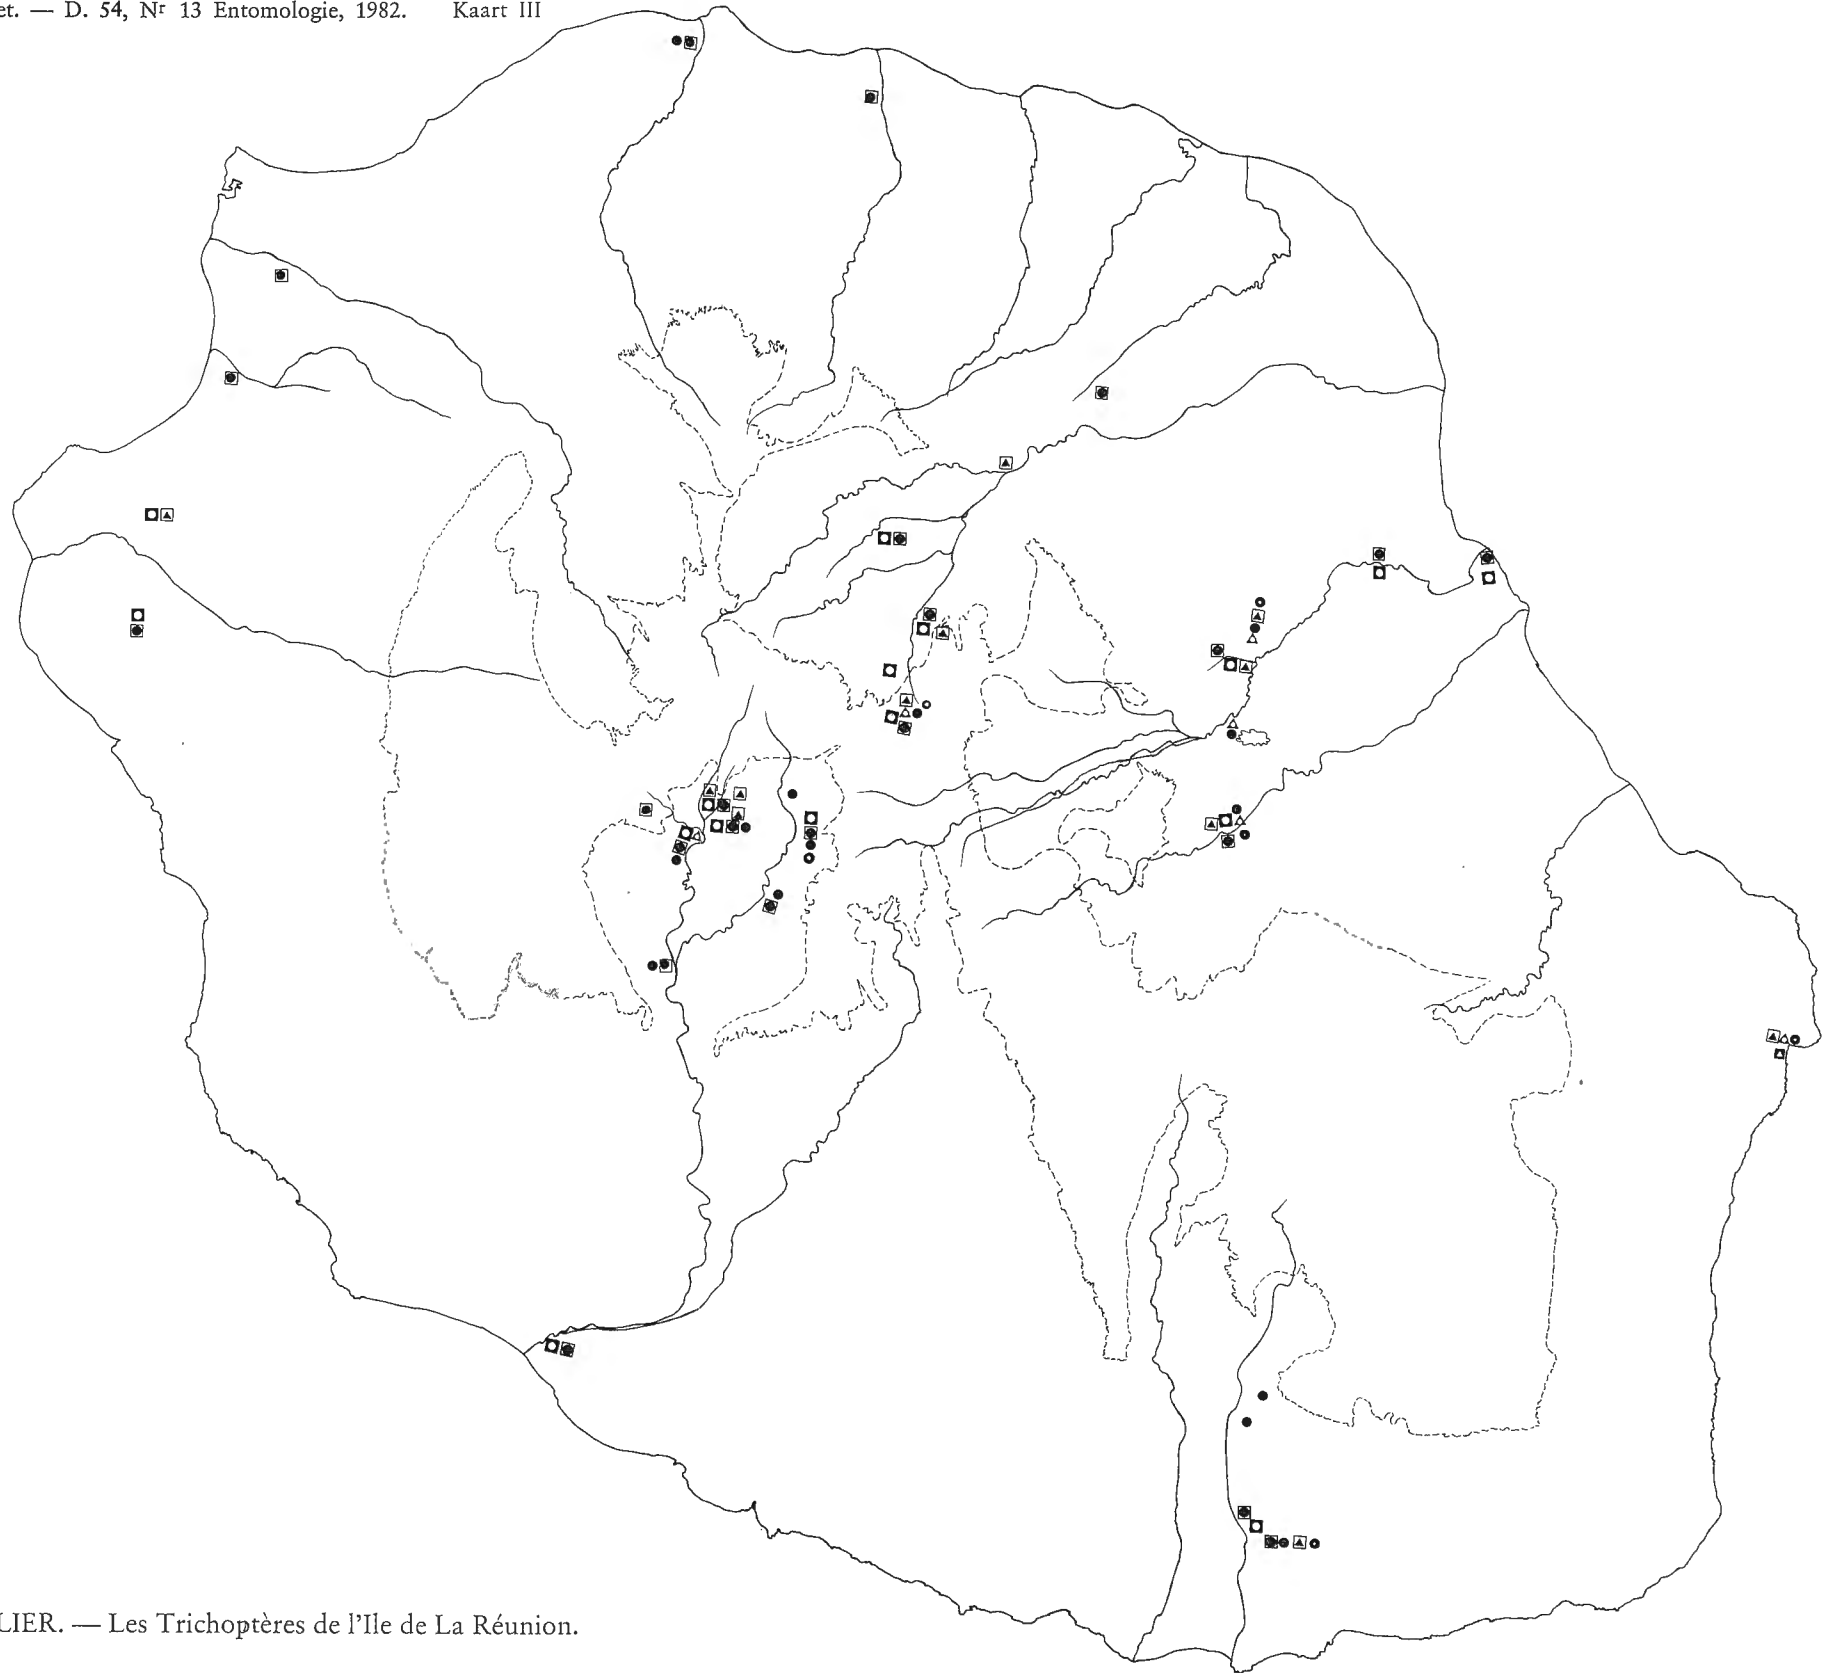 et. — D. 54, Nr 13 Entomologie, 1982. Kaart III
LIER. — Les Trichoptères de l'Ile de La Réunion.